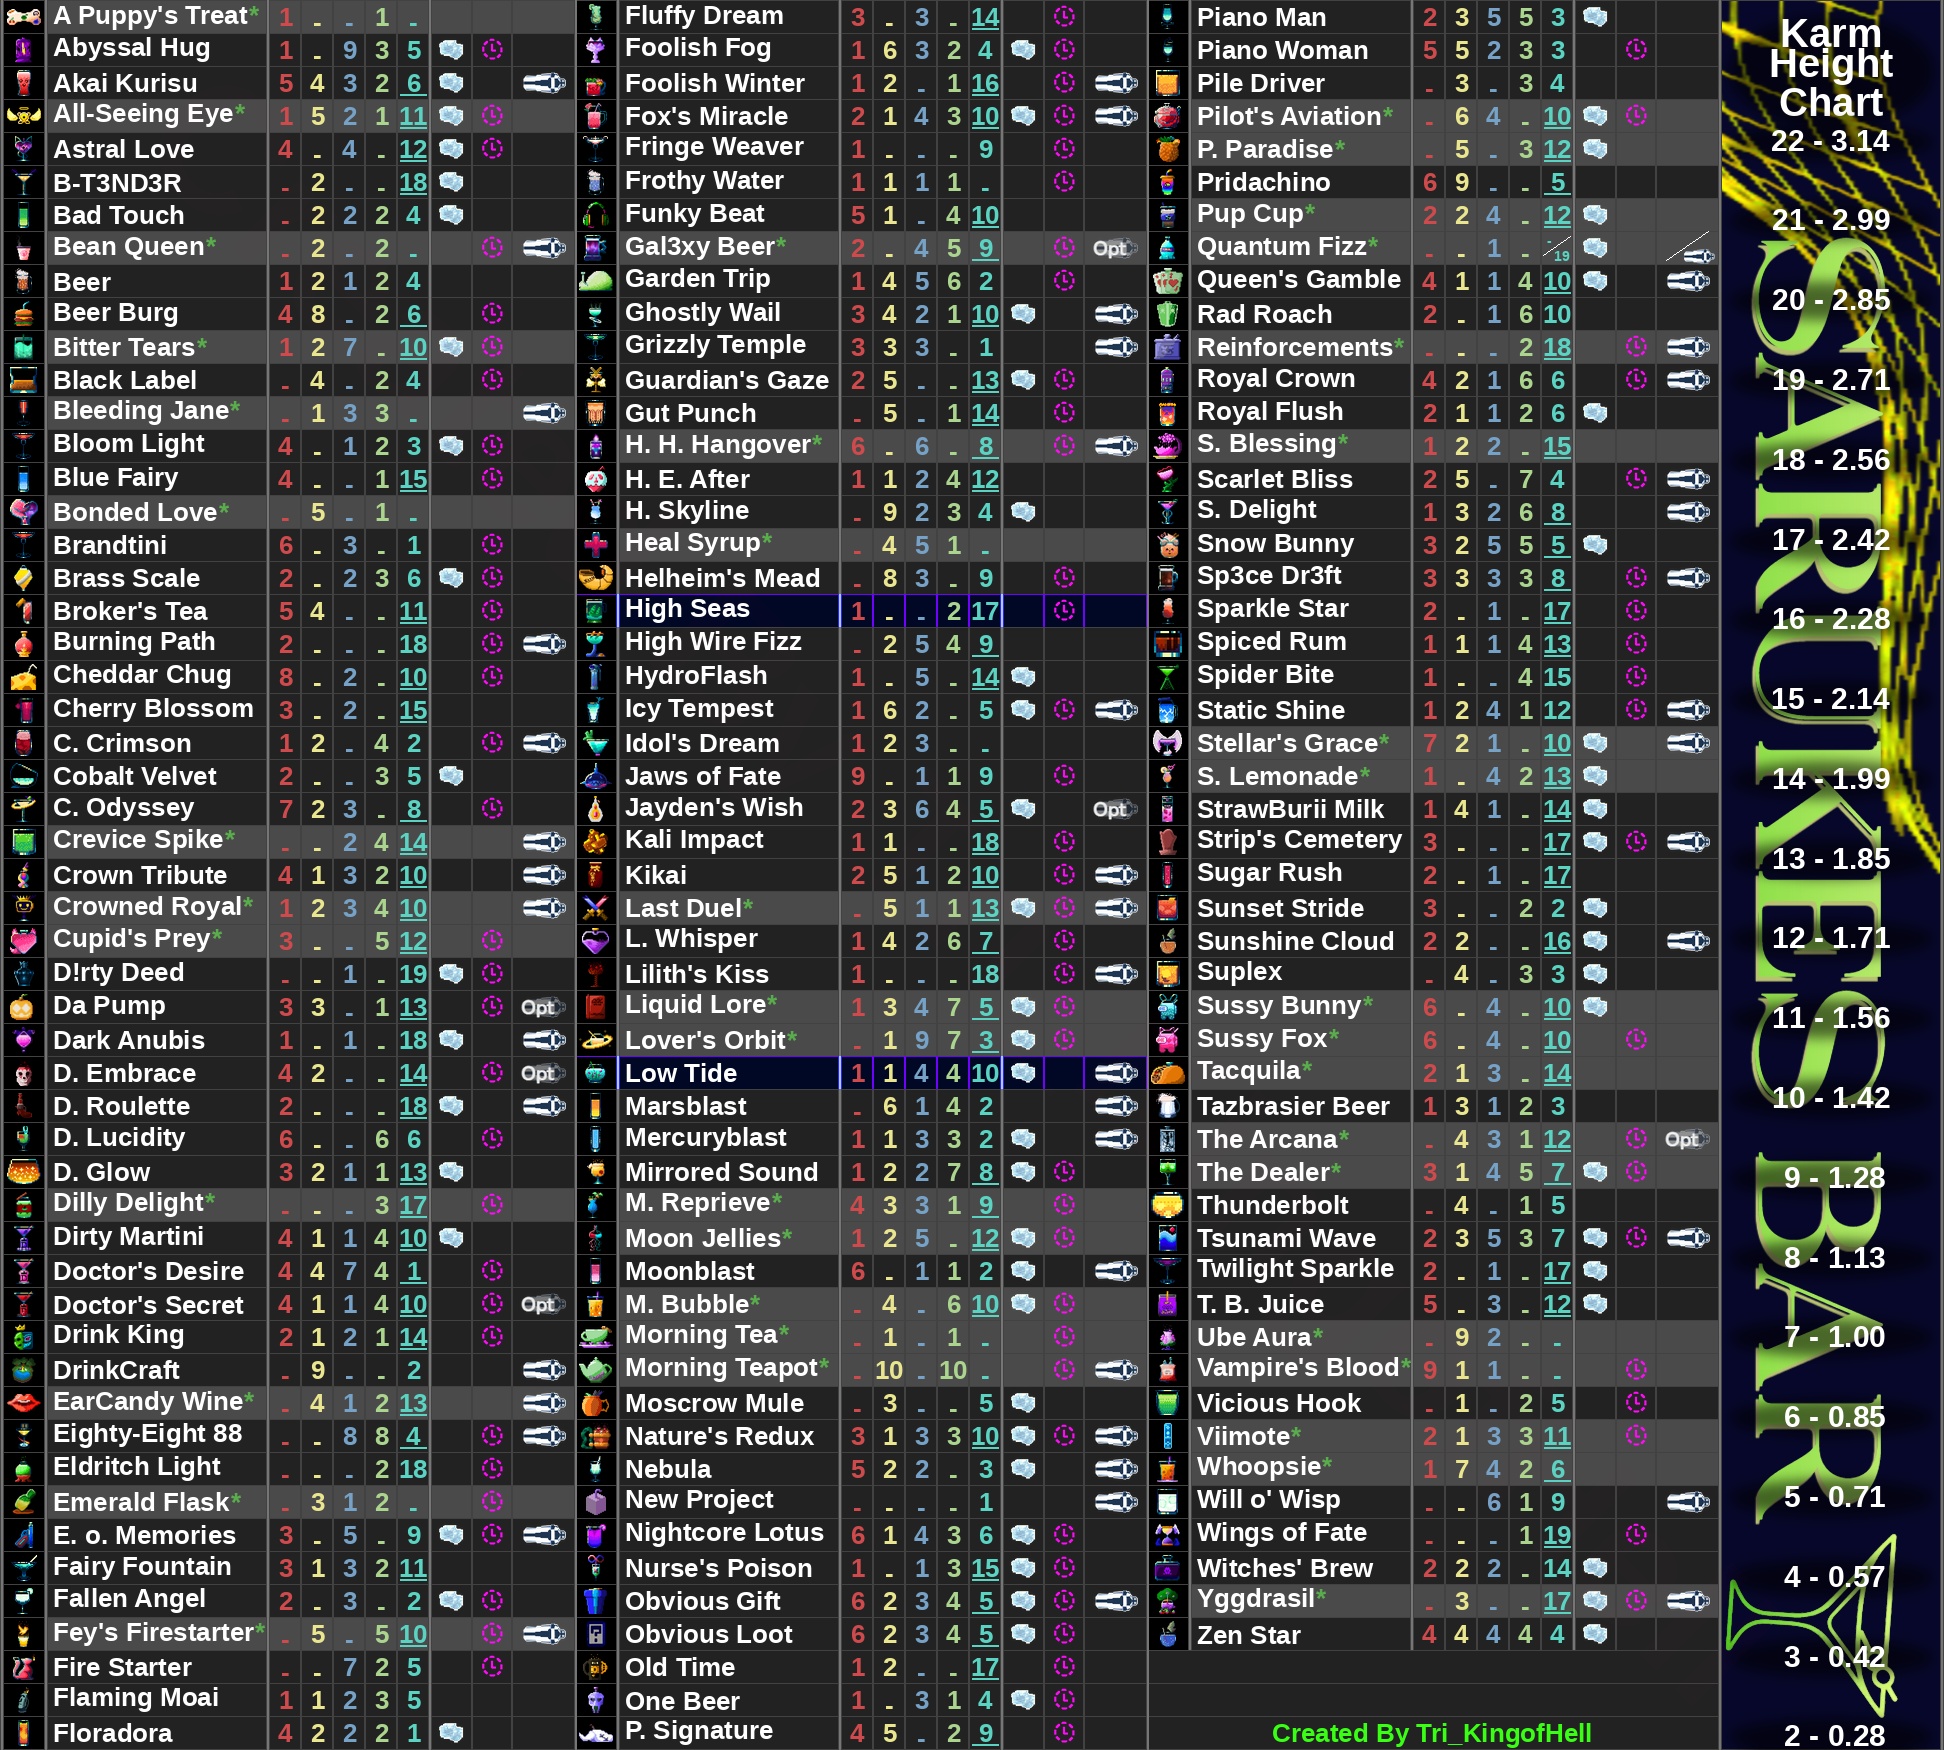 A Puppy's Treat* 1 - - 1 -
Abyssal Hug 1 - 9 3 5
Akai Kurisu 5 4 3 2 6
All-Seeing Eye* 1 5 2 1 11
Astral Love 4 - 4 - 12
B-T3ND3R - 2 - - 18
Bad Touch - 2 2 2 4
Bean Queen* - 2 - 2 -
Beer 1 2 1 2 4
Beer Burg 4 8 - 2 6
Bitter Tears* 1 2 7 - 10
Black Label - 4 - 2 4
Bleeding Jane* - 1 3 3 -
Bloom Light 4 - 1 2 3
Blue Fairy 4 - - 1 15
Bonded Love* - 5 - 1 -
Brandtini 6 - 3 - 1
Brass Scale 2 - 2 3 6
Broker's Tea 5 4 - - 11
Burning Path 2 - - - 18
Cheddar Chug 8 - 2 - 10
Cherry Blossom 3 - 2 - 15
C. Crimson 1 2 - 4 2
Cobalt Velvet 2 - - 3 5
C. Odyssey 7 2 3 - 8
Crevice Spike* - - 2 4 14
Crown Tribute 4 1 3 2 10
Crowned Royal* 1 2 3 4 10
Cupid's Prey* 3 - - 5 12
D!rty Deed - - 1 - 19
Da Pump 3 3 - 1 13 Opt
Dark Anubis 1 - 1 - 18
D. Embrace 4 2 - - 14 Opt
D. Roulette 2 - - - 18
D. Lucidity 6 - - 6 6
D. Glow 3 2 1 1 13
Dilly Delight* - - - 3 17
Dirty Martini 4 1 1 4 10
Doctor's Desire 4 4 7 4 1
Doctor's Secret 4 1 1 4 10 Opt
Drink King 2 1 2 1 14
DrinkCraft - 9 - - 2
EarCandy Wine* - 4 1 2 13
Eighty-Eight 88 - - 8 8 4
Eldritch Light - - - 2 18
Emerald Flask* - 3 1 2 -
E. o. Memories 3 - 5 - 9
Fairy Fountain 3 1 3 2 11
Fallen Angel 2 - 3 - 2
Fey's Firestarter* - 5 - 5 10
Fire Starter - - 7 2 5
Flaming Moai 1 1 2 3 5
Floradora 4 2 2 2 1
Fluffy Dream 3 - 3 - 14
Foolish Fog 1 6 3 2 4
Foolish Winter 1 2 - 1 16
Fox's Miracle 2 1 4 3 10
Fringe Weaver 1 - - - 9
Frothy Water 1 1 1 1 -
Funky Beat 5 1 - 4 10
Gal3xy Beer* 2 - 4 5 9 Opt
Garden Trip 1 4 5 6 2
Ghostly Wail 3 4 2 1 10
Grizzly Temple 3 3 3 - 1
Guardian's Gaze 2 5 - - 13
Gut Punch - 5 - 1 14
H. H. Hangover* 6 - 6 - 8
H. E. After 1 1 2 4 12
H. Skyline - 9 2 3 4
Heal Syrup* - 4 5 1 -
Helheim's Mead - 8 3 - 9
High Seas 1 - - 2 17
High Wire Fizz - 2 5 4 9
HydroFlash 1 - 5 - 14
Icy Tempest 1 6 2 - 5
Idol's Dream 1 2 3 - -
Jaws of Fate 9 - 1 1 9
Jayden's Wish 2 3 6 4 5 Opt
Kali Impact 1 1 - - 18
Kikai 2 5 1 2 10
Last Duel* - 5 1 1 13
L. Whisper 1 4 2 6 7
Lilith's Kiss 1 - - - 18
Liquid Lore* 1 3 4 7 5
Lover's Orbit* - 1 9 7 3
Low Tide 1 1 4 4 10
Marsblast - 6 1 4 2
Mercuryblast 1 1 3 3 2
Mirrored Sound 1 2 2 7 8
M. Reprieve* 4 3 3 1 9
Moon Jellies* 1 2 5 - 12
Moonblast 6 - 1 1 2
M. Bubble* - 4 - 6 10
Morning Tea* - 1 - 1 -
Morning Teapot* - 10 - 10 -
Moscrow Mule - 3 - - 5
Nature's Redux 3 1 3 3 10
Nebula 5 2 2 - 3
New Project - - - - 1
Nightcore Lotus 6 1 4 3 6
Nurse's Poison 1 - 1 3 15
Obvious Gift 6 2 3 4 5
Obvious Loot 6 2 3 4 5
Old Time 1 2 - - 17
One Beer 1 - 3 1 4
P. Signature 4 5 - 2 9
Piano Man 2 3 5 5 3
Piano Woman 5 5 2 3 3
Pile Driver - 3 - 3 4
Pilot's Aviation* - 6 4 - 10
P. Paradise* - 5 - 3 12
Pridachino 6 9 - - 5
Pup Cup* 2 2 4 - 12
Quantum Fizz* - - 1 - -/19
Queen's Gamble 4 1 1 4 10
Rad Roach 2 - 1 6 10
Reinforcements* - - - 2 18
Royal Crown 4 2 1 6 6
Royal Flush 2 1 1 2 6
S. Blessing* 1 2 2 - 15
Scarlet Bliss 2 5 - 7 4
S. Delight 1 3 2 6 8
Snow Bunny 3 2 5 5 5
Sp3ce Dr3ft 3 3 3 3 8
Sparkle Star 2 - 1 - 17
Spiced Rum 1 1 1 4 13
Spider Bite 1 - - 4 15
Static Shine 1 2 4 1 12
Stellar's Grace* 7 2 1 - 10
S. Lemonade* 1 - 4 2 13
StrawBurii Milk 1 4 1 - 14
Strip's Cemetery 3 - - - 17
Sugar Rush 2 - 1 - 17
Sunset Stride 3 - - 2 2
Sunshine Cloud 2 2 - - 16
Suplex - 4 - 3 3
Sussy Bunny* 6 - 4 - 10
Sussy Fox* 6 - 4 - 10
Tacquila* 2 1 3 - 14
Tazbrasier Beer 1 3 1 2 3
The Arcana* - 4 3 1 12 Opt
The Dealer* 3 1 4 5 7
Thunderbolt - 4 - 1 5
Tsunami Wave 2 3 5 3 7
Twilight Sparkle 2 - 1 - 17
T. B. Juice 5 - 3 - 12
Ube Aura* - 9 2 - -
Vampire's Blood* 9 1 1 - -
Vicious Hook - 1 - 2 5
Viimote* 2 1 3 3 11
Whoopsie* 1 7 4 2 6
Will o' Wisp - - 6 1 9
Wings of Fate - - - 1 19
Witches' Brew 2 2 2 - 14
Yggdrasil* - 3 - - 17
Zen Star 4 4 4 4 4
Created By Tri_KingofHell
Karm
Height
Chart
22 - 3.14
21 - 2.99
20 - 2.85
19 - 2.71
18 - 2.56
17 - 2.42
16 - 2.28
15 - 2.14
14 - 1.99
13 - 1.85
12 - 1.71
11 - 1.56
10 - 1.42
9 - 1.28
8 - 1.13
7 - 1.00
6 - 0.85
5 - 0.71
4 - 0.57
3 - 0.42
2 - 0.28
SARUKES BAR